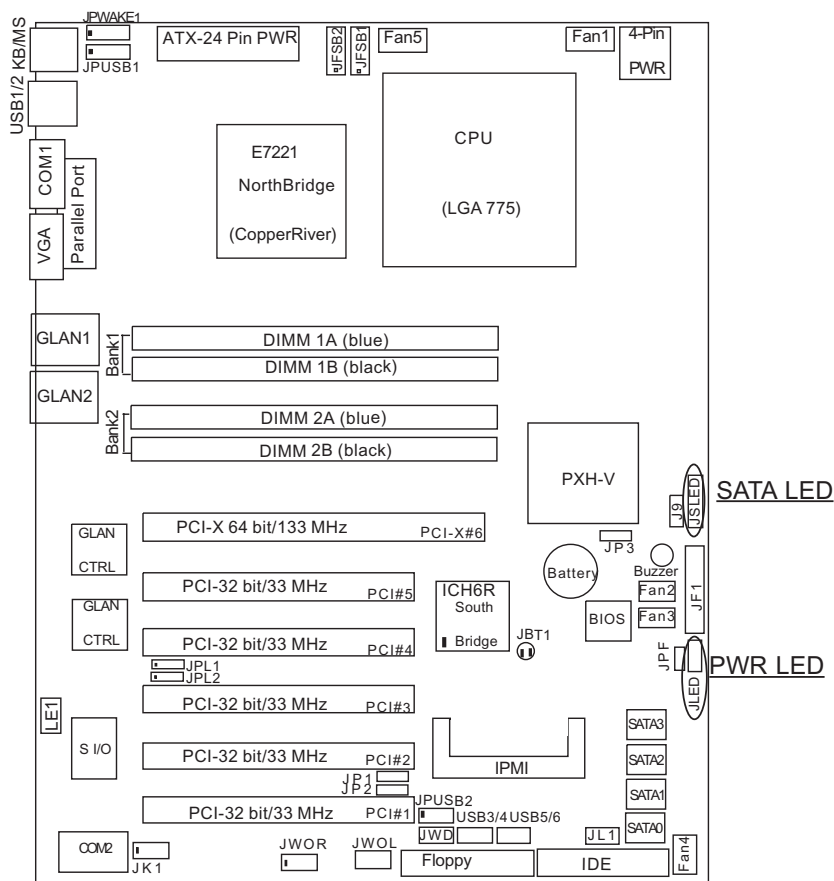 JPWAKE1
KB/MS
JPUSB1
ATX-24 Pin PWR
JFSB2
JFSB1
Fan5
Fan1
4-Pin
PWR
USB1/2
E7221
NorthBridge
(CopperRiver)
CPU
(LGA 775)
COM1
Parallel Port
VGA
GLAN1
Bank1
DIMM 1A (blue)
DIMM 1B (black)
GLAN2
Bank2
DIMM 2A (blue)
DIMM 2B (black)
PXH-V
J9
JSLED
SATA LED
GLAN
CTRL
PCI-X 64 bit/133 MHz
PCI-X#6
JP3
Battery
Buzzer
PCI-32 bit/33 MHz
PCI#5
ICH6R
South
Bridge
Fan2
JF1
GLAN
CTRL
BIOS
Fan3
PCI-32 bit/33 MHz
PCI#4
JBT1
JPL1
JPL2
JPF
PWR LED
JLED
PCI-32 bit/33 MHz
PCI#3
LE1
SATA3
S I/O
PCI-32 bit/33 MHz
PCI#2
IPMI
SATA2
JP1
JP2
SATA1
PCI-32 bit/33 MHz
PCI#1
JPUSB2
USB3/4
USB5/6
JWD
JL1
SATA0
COM2
JK1
JWOR
JWOL
Floppy
IDE
Fan4